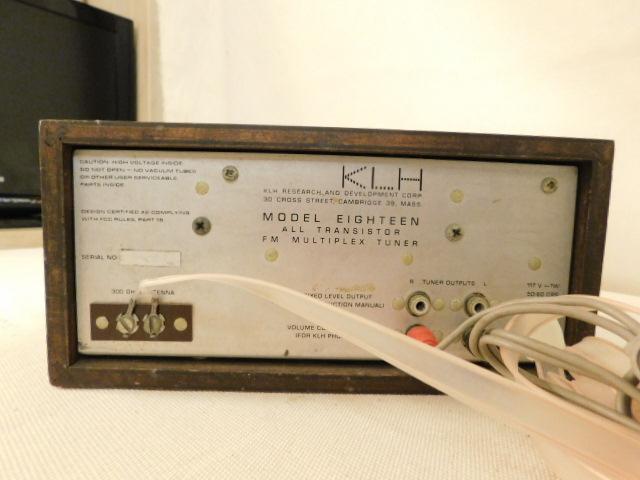 CAUTION: HIGH VOLTAGE INSIDE
DO NOT OPEN – NO VACUUM TUBES
OR OTHER USER SERVICEABLE
PARTS INSIDE
KLH
KLH RESEARCH AND DEVELOPMENT CORP.
30 CROSS STREET, CAMBRIDGE 39, MASS.
DESIGN CERTIFIED AS COMPLYING
WITH FCC RULES, PART 15
MODEL EIGHTEEN
ALL TRANSISTOR
FM MULTIPLEX TUNER
SERIAL NO.
300 OHM ANTENNA
R TUNER OUTPUTS L
117 V – 7W
50-60 CPS
LEVEL OUTPUT
MANUAL)
VOLUME
(FOR KLH